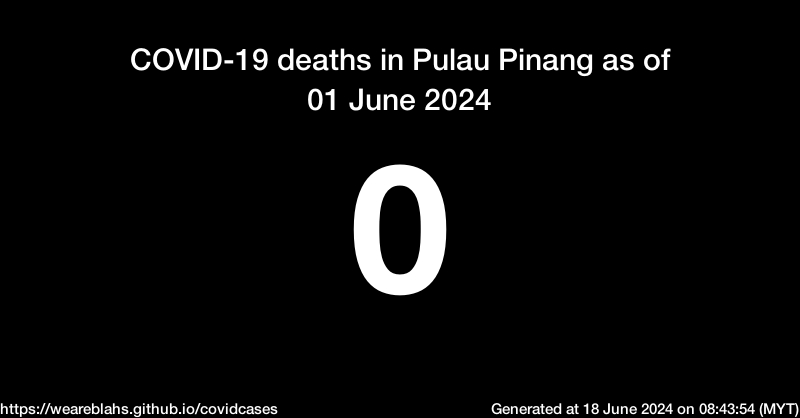 COVID-19 deaths in Pulau Pinang as of
01 June 2024
0
https://weareblahs.github.io/covidcases
Generated at 18 June 2024 on 08:43:54 (MYT)